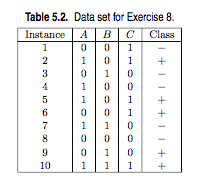 Table 5.2. Data set for Exercise 8.
Instance A B C Class
1 0 0 1 −
2 1 0 1 +
3 0 1 0 −
4 1 0 0 −
5 1 0 1 +
6 0 0 1 +
7 1 1 0 −
8 0 0 0 −
9 0 1 0 +
10 1 1 1 +